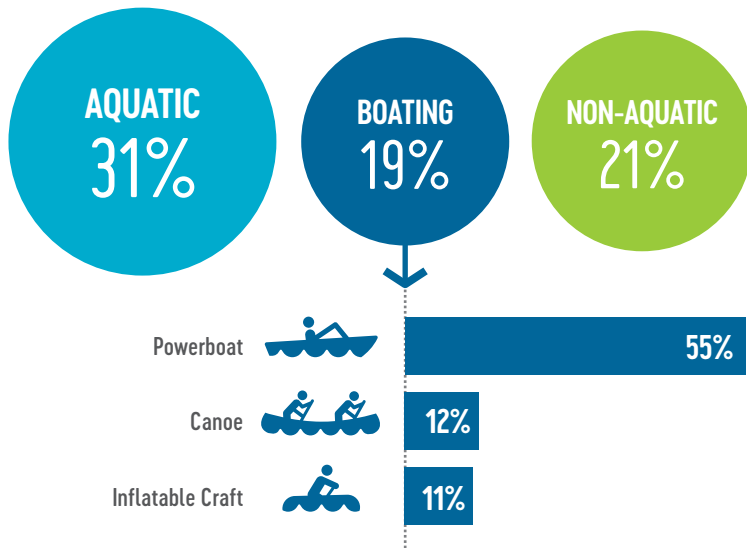 AQUATIC
31%
BOATING
19%
NON-AQUATIC
21%
Powerboat
55%
Canoe
12%
Inflatable Craft
11%